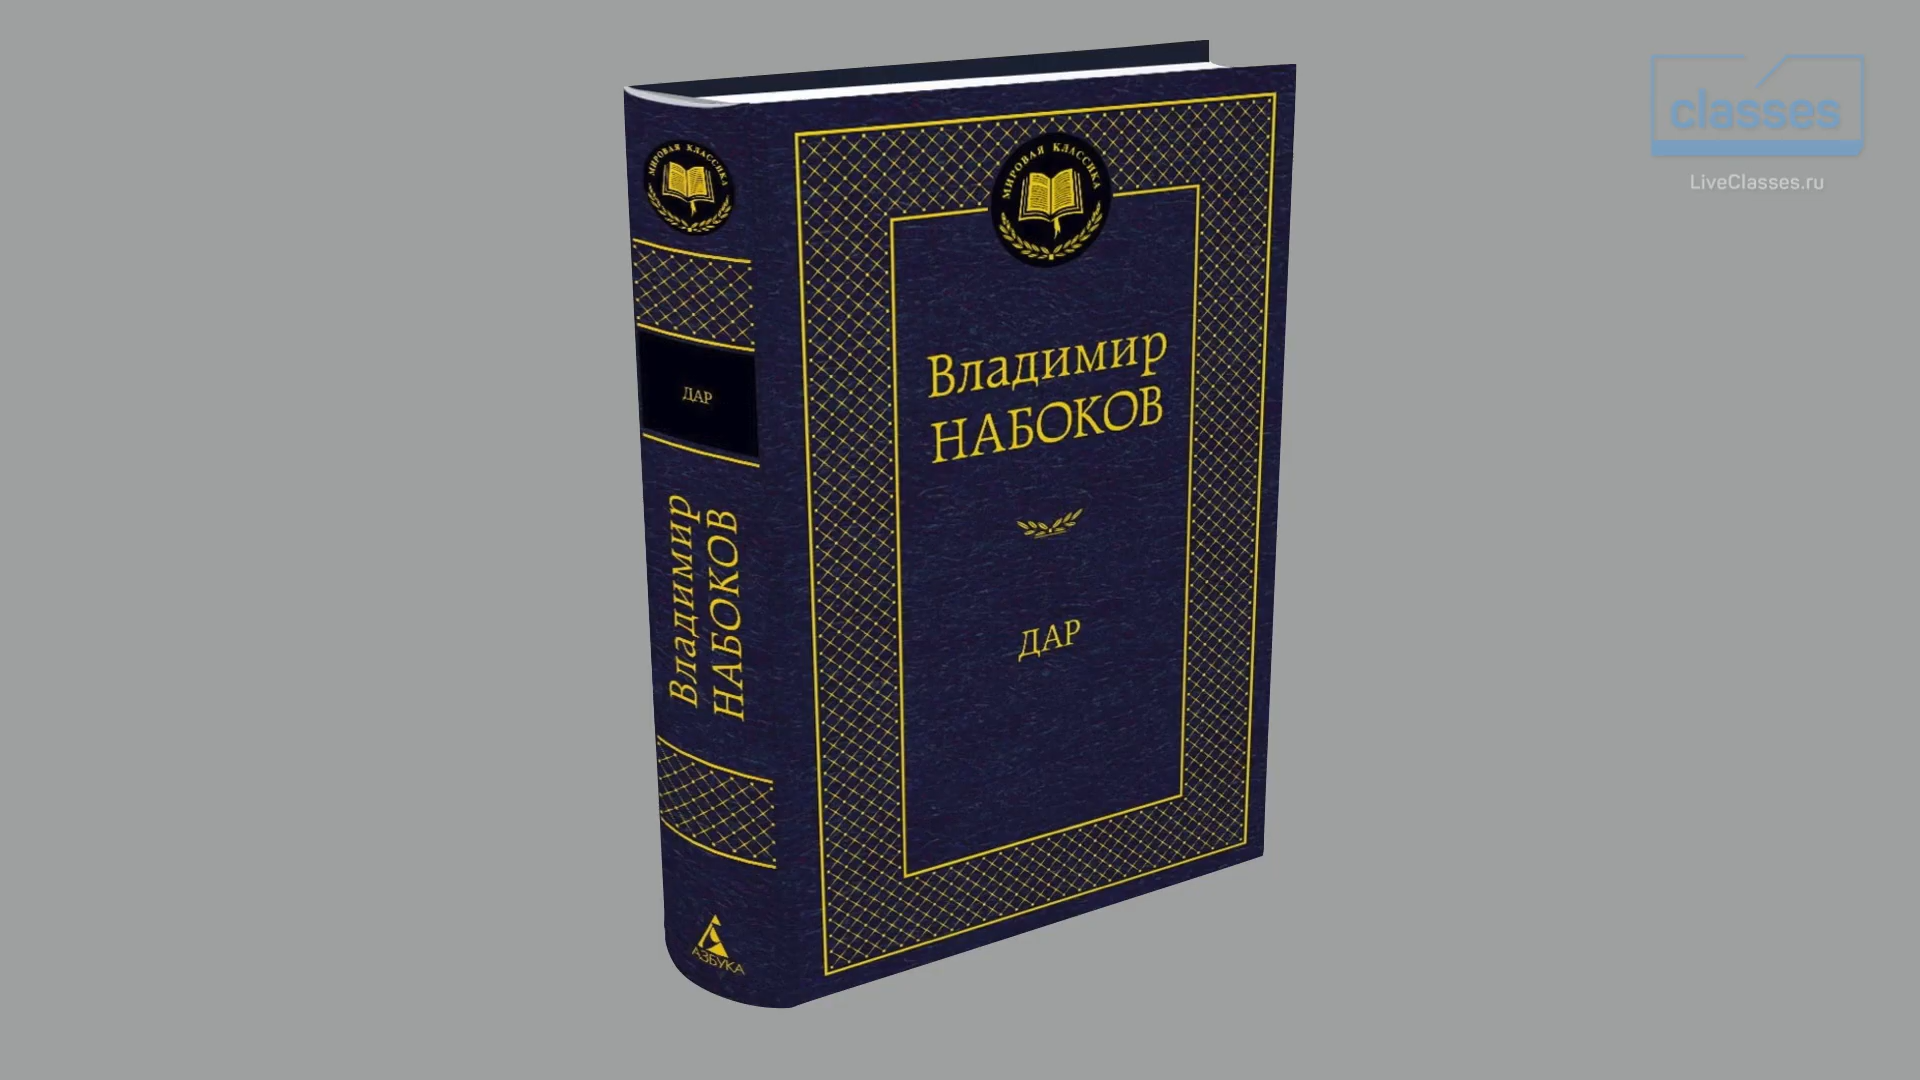 МИРОВАЯ КЛАССИКА
ДАР
Владимир
НАБОКОВ
АЗБУКА
МИРОВАЯ КЛАССИКА
Владимир
НАБОКОВ
ДАР
classes
LiveClasses.ru